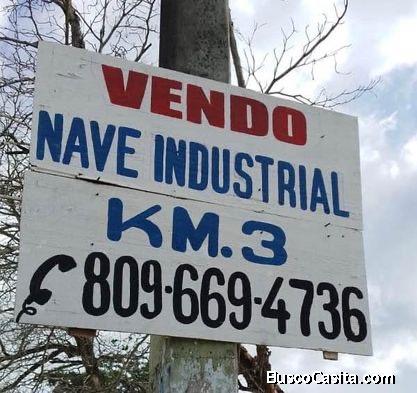 VENDO
NAVE INDUSTRIAL
KM.3
809-669-4736
BuscoCasita.com